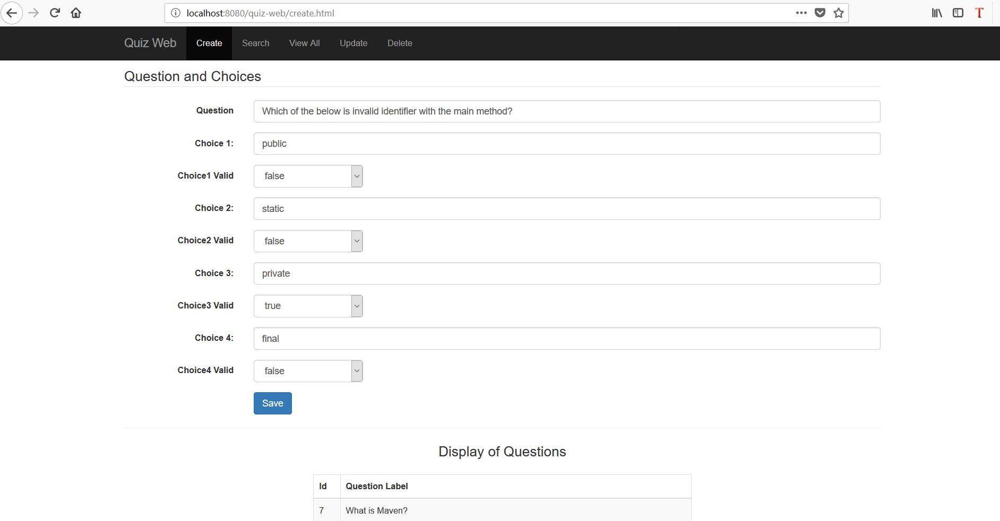 localhost:8080/quiz-web/create.html
Quiz Web Create Search View All Update Delete
Question and Choices
Question Which of the below is invalid identifier with the main method?
Choice 1: public
Choice1 Valid false
Choice 2: static
Choice2 Valid false
Choice 3: private
Choice3 Valid true
Choice 4: final
Choice4 Valid false
Save
Display of Questions
Id Question Label
7 What is Maven?